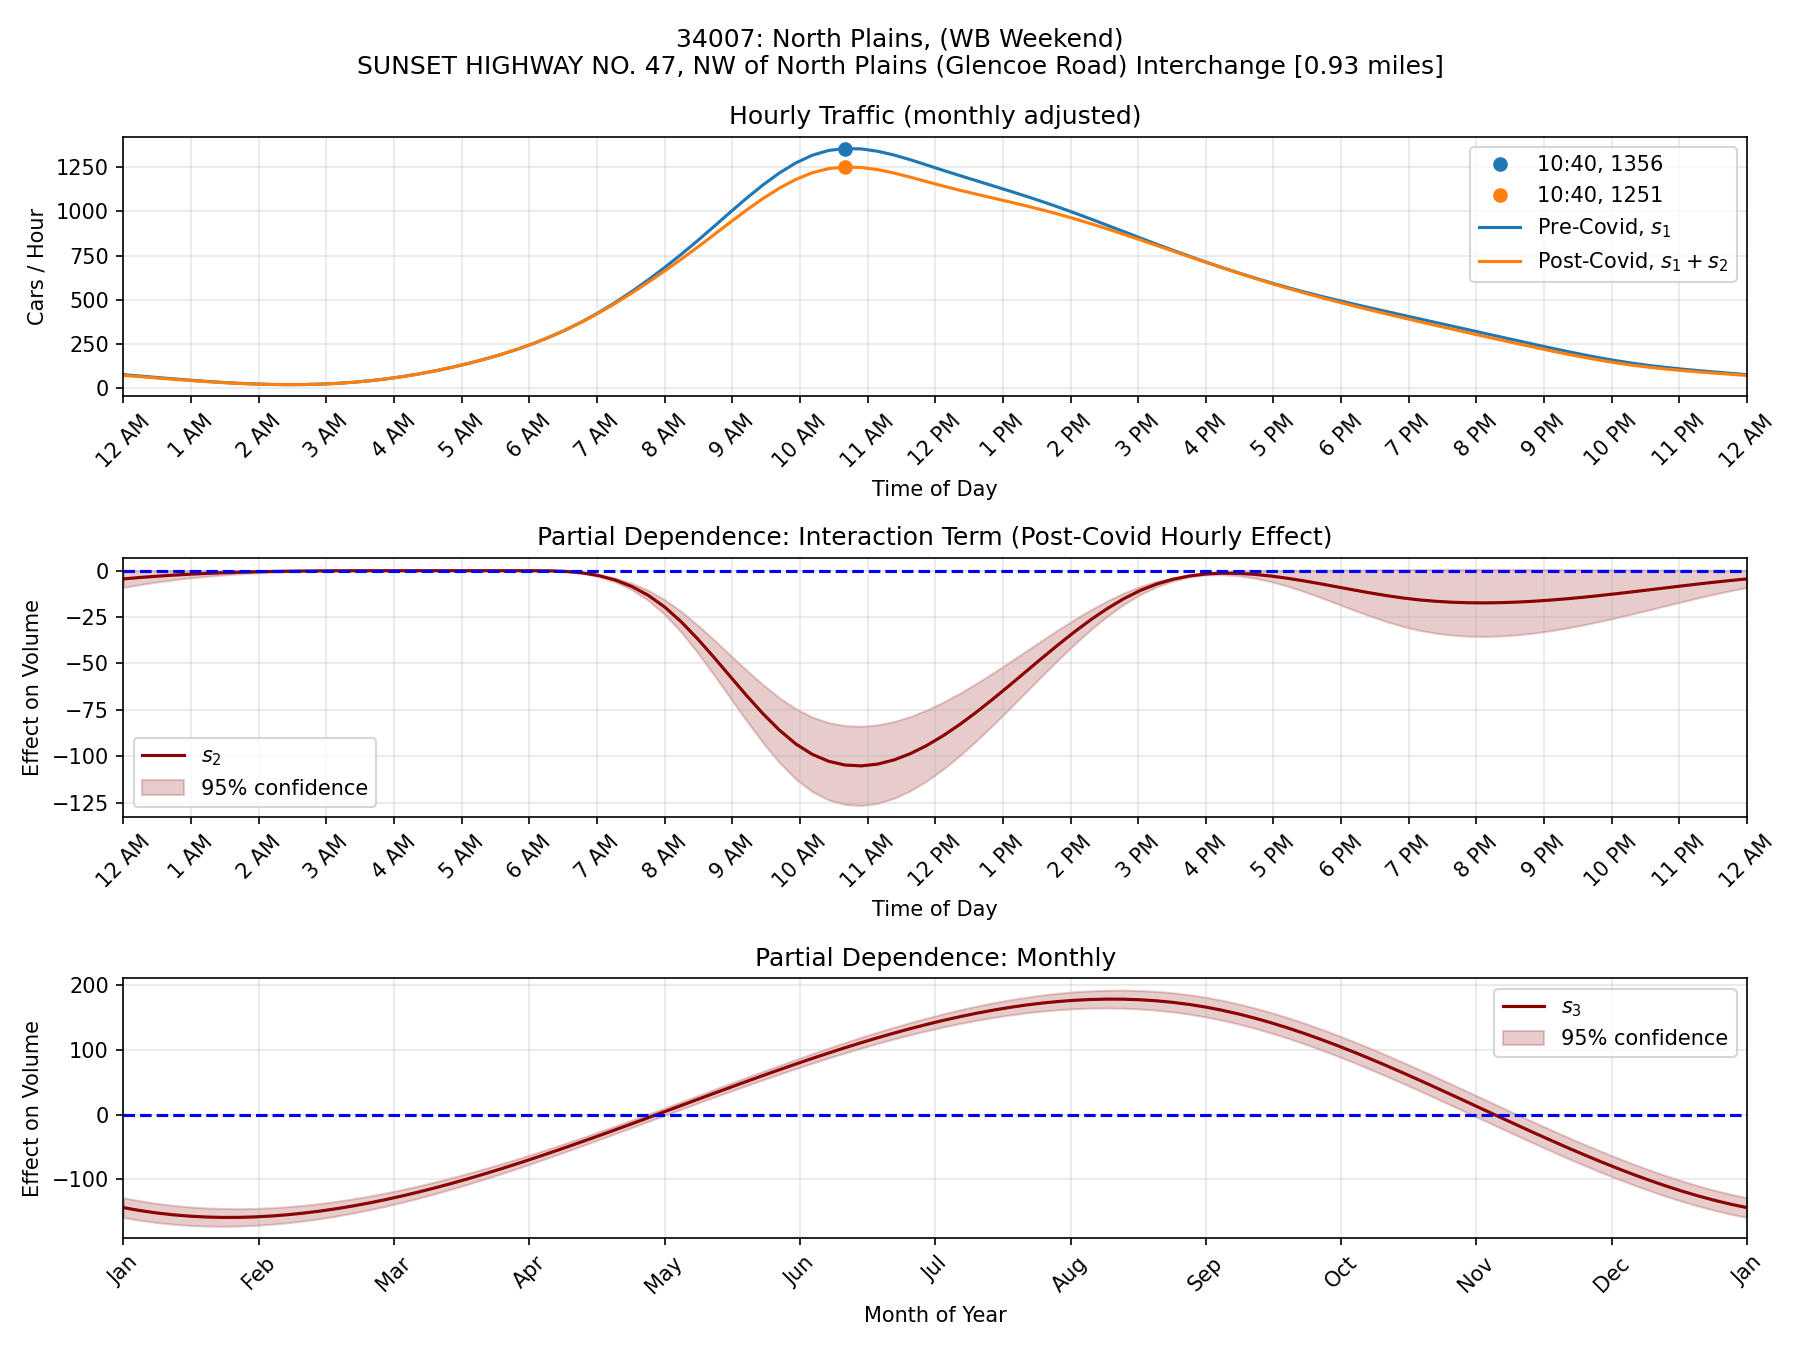 34007: North Plains, (WB Weekend)
SUNSET HIGHWAY NO. 47, NW of North Plains (Glencoe Road) Interchange [0.93 miles]
Hourly Traffic (monthly adjusted)
Cars / Hour
1250
1000
750
500
250
0
10:40, 1356
10:40, 1251
Pre-Covid, s₁
Post-Covid, s₁ + s₂
12 AM 1 AM 2 AM 3 AM 4 AM 5 AM 6 AM 7 AM 8 AM 9 AM 10 AM 11 AM 12 PM 1 PM 2 PM 3 PM 4 PM 5 PM 6 PM 7 PM 8 PM 9 PM 10 PM 11 PM 12 AM
Time of Day
Partial Dependence: Interaction Term (Post-Covid Hourly Effect)
Effect on Volume
0
−25
−50
−75
−100
−125
s₂
95% confidence
12 AM 1 AM 2 AM 3 AM 4 AM 5 AM 6 AM 7 AM 8 AM 9 AM 10 AM 11 AM 12 PM 1 PM 2 PM 3 PM 4 PM 5 PM 6 PM 7 PM 8 PM 9 PM 10 PM 11 PM 12 AM
Time of Day
Partial Dependence: Monthly
Effect on Volume
200
100
0
−100
s₃
95% confidence
Jan Feb Mar Apr May Jun Jul Aug Sep Oct Nov Dec Jan
Month of Year